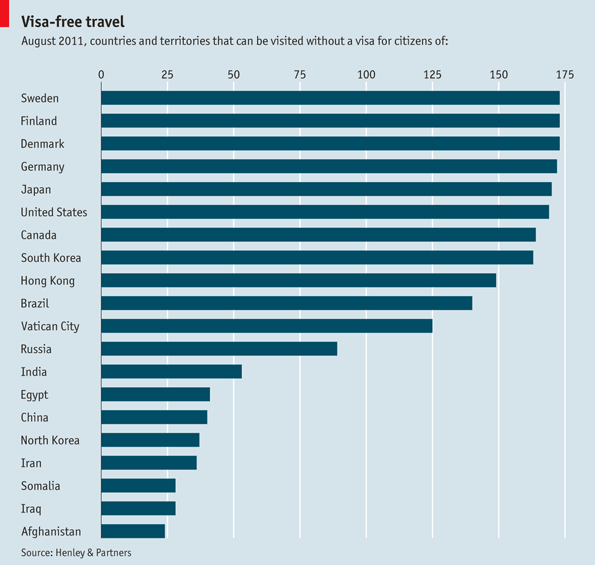 Visa-free travel
August 2011, countries and territories that can be visited without a visa for citizens of:
0 25 50 75 100 125 150 175
Sweden
Finland
Denmark
Germany
Japan
United States
Canada
South Korea
Hong Kong
Brazil
Vatican City
Russia
India
Egypt
China
North Korea
Iran
Somalia
Iraq
Afghanistan
Source: Henley & Partners